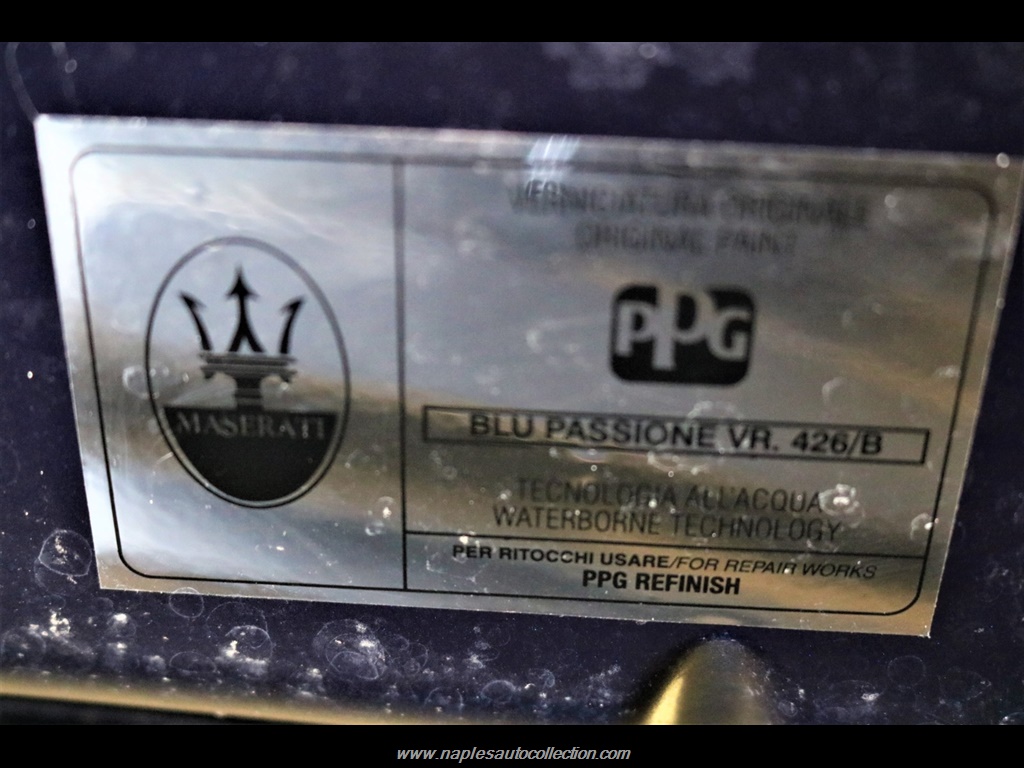 VERNICIATURA ORIGINALE
ORIGINAL PAINT
PPG
MASERATI
BLU PASSIONE VR. 426/B
TECNOLOGIA ALL'ACQUA
WATERBORNE TECHNOLOGY
PER RITOCCHI USARE/FOR REPAIR WORKS
PPG REFINISH
www.naplesautocollection.com